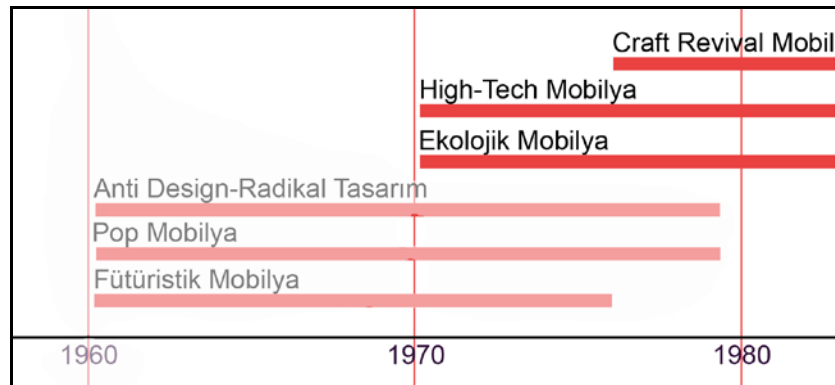 Craft Revival Mobil
High-Tech Mobilya
Ekolojik Mobilya
Anti Design-Radikal Tasarım
Pop Mobilya
Fütüristik Mobilya
1960 1970 1980